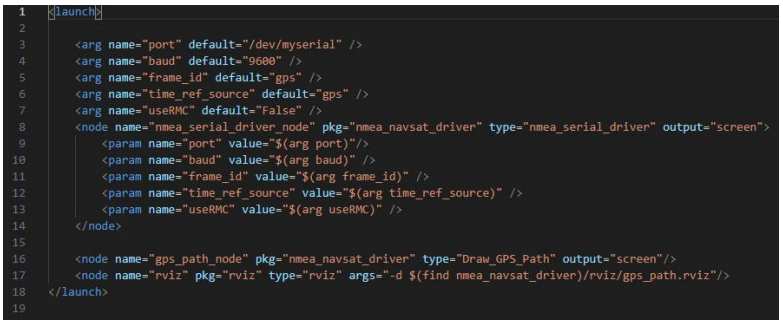 1 <launch>
2
3 <arg name="port" default="/dev/myserial" />
4 <arg name="baud" default="9600" />
5 <arg name="frame_id" default="gps" />
6 <arg name="time_ref_source" default="gps" />
7 <arg name="useRMC" default="False" />
8 <node name="nmea_serial_driver_node" pkg="nmea_navsat_driver" type="nmea_serial_driver" output="screen">
9 <param name="port" value="$(arg port)"/>
10 <param name="baud" value="$(arg baud)" />
11 <param name="frame_id" value="$(arg frame_id)" />
12 <param name="time_ref_source" value="$(arg time_ref_source)" />
13 <param name="useRMC" value="$(arg useRMC)" />
14 </node>
15
16 <node name="gps_path_node" pkg="nmea_navsat_driver" type="Draw_GPS_Path" output="screen"/>
17 <node name="rviz" pkg="rviz" type="rviz" args="-d $(find nmea_navsat_driver)/rviz/gps_path.rviz"/>
18 </launch>
19